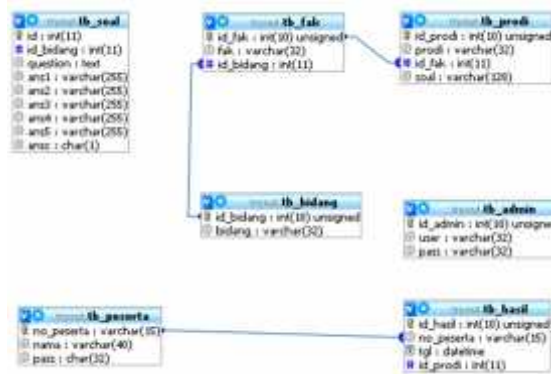 tb_soal
id : int(11)
id_bidang : int(11)
question : text
ans1 : varchar(255)
ans2 : varchar(255)
ans3 : varchar(255)
ans4 : varchar(255)
ans5 : varchar(255)
ansc : char(1)
tb_fak
id_fak : int(10) unsigned
fak : varchar(32)
id_bidang : int(11)
tb_prodi
id_prodi : int(10) unsigned
prodi : varchar(32)
id_fak : int(11)
soal : varchar(128)
tb_bidang
id_bidang : int(10) unsigned
bidang : varchar(32)
tb_admin
id_admin : int(10) unsigne
user : varchar(32)
pass : varchar(32)
tb_peserta
no_peserta : varchar(15)
nama : varchar(40)
pass : char(32)
tb_hasil
id_hasil : int(10) unsigned
no_peserta : varchar(15)
tgl : datetime
id_prodi : int(11)